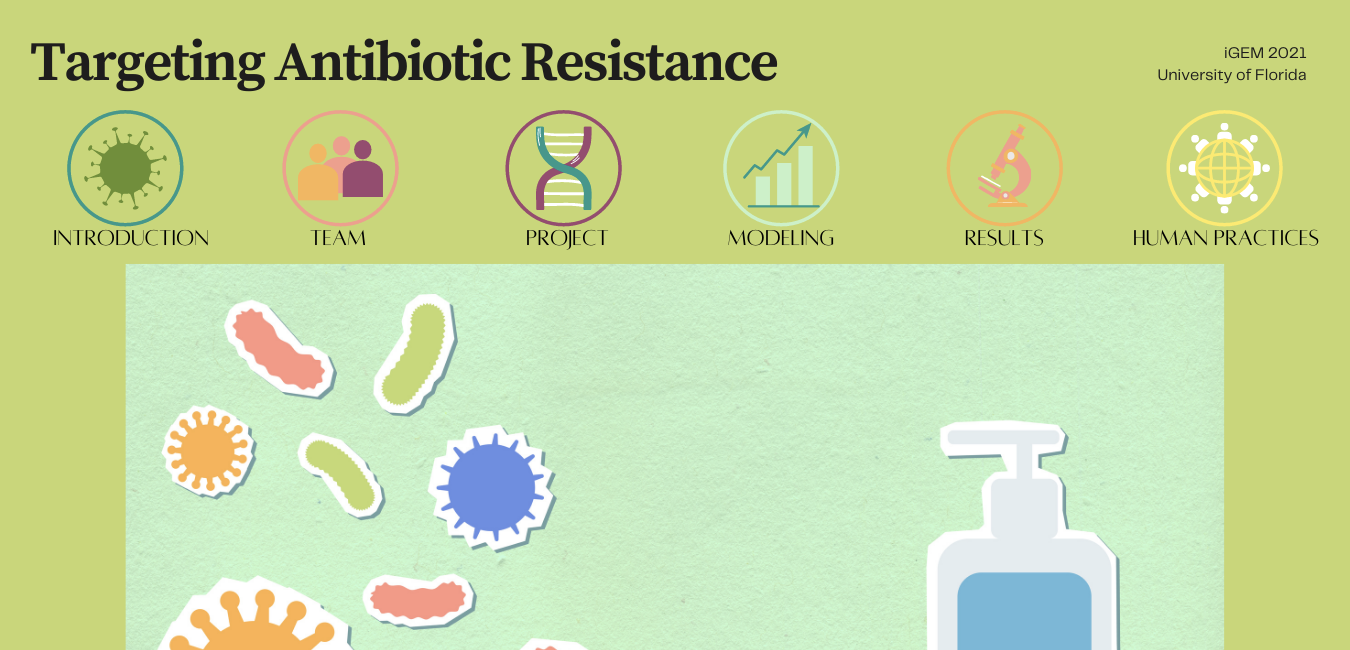 Targeting Antibiotic Resistance
iGEM 2021
University of Florida
INTRODUCTION
TEAM
PROJECT
MODELING
RESULTS
HUMAN PRACTICES